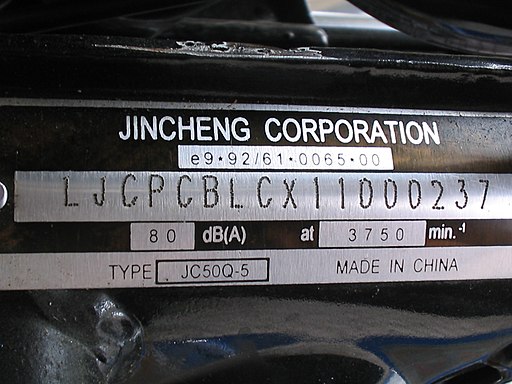 JINCHENG CORPORATION
e9*92/61*0065*00
LJCPCBLCX11000237
80 dB(A) at 3750 min.-1
TYPE JC50Q-5 MADE IN CHINA